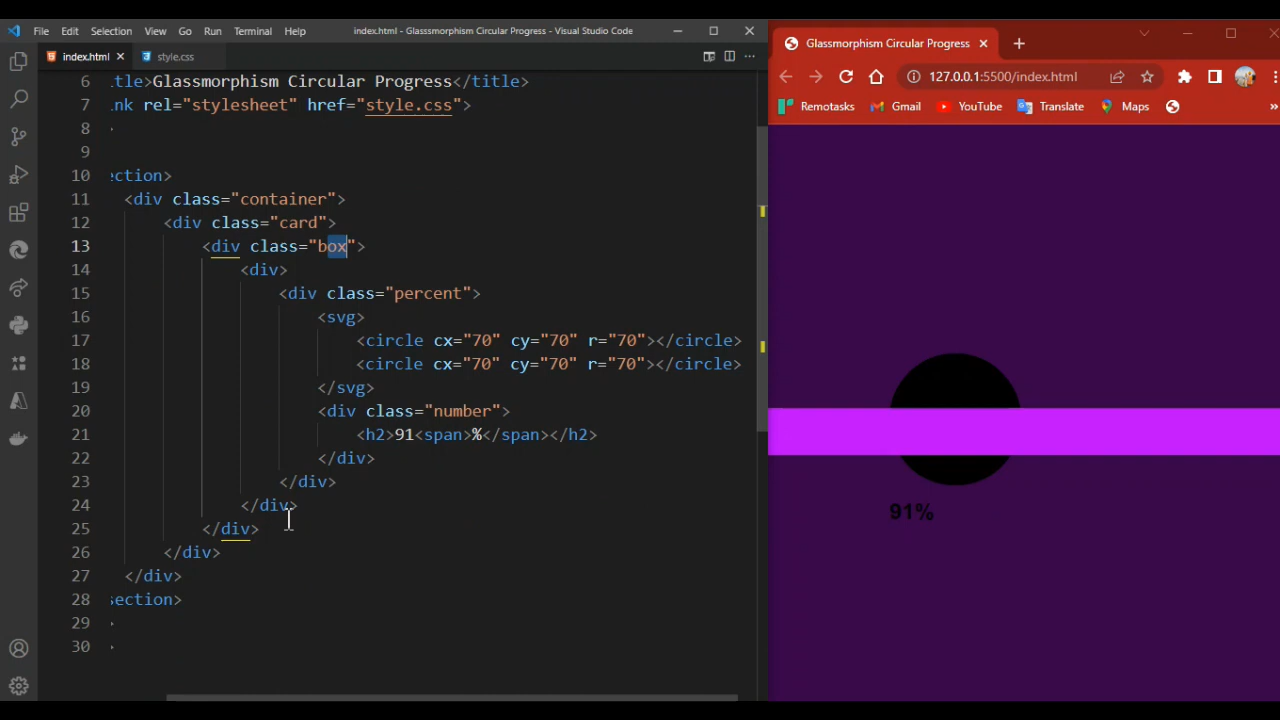 File Edit Selection View Go Run Terminal Help index.html - Glasssmorphism Circular Progress - Visual Studio Code
index.html style.css
6 itle>Glassmorphism Circular Progress</title>
7 ink rel="stylesheet" href="style.css">
8 >
9
10 ection>
11 <div class="container">
12 <div class="card">
13 <div class="box">
14 <div>
15 <div class="percent">
16 <svg>
17 <circle cx="70" cy="70" r="70"></circle>
18 <circle cx="70" cy="70" r="70"></circle>
19 </svg>
20 <div class="number">
21 <h2>91<span>%</span></h2>
22 </div>
23 </div>
24 </div>
25 </div>
26 </div>
27 </div>
28 section>
29 >
30 >
Glassmorphism Circular Progress
127.0.0.1:5500/index.html
Remotasks Gmail YouTube Translate Maps »
91%